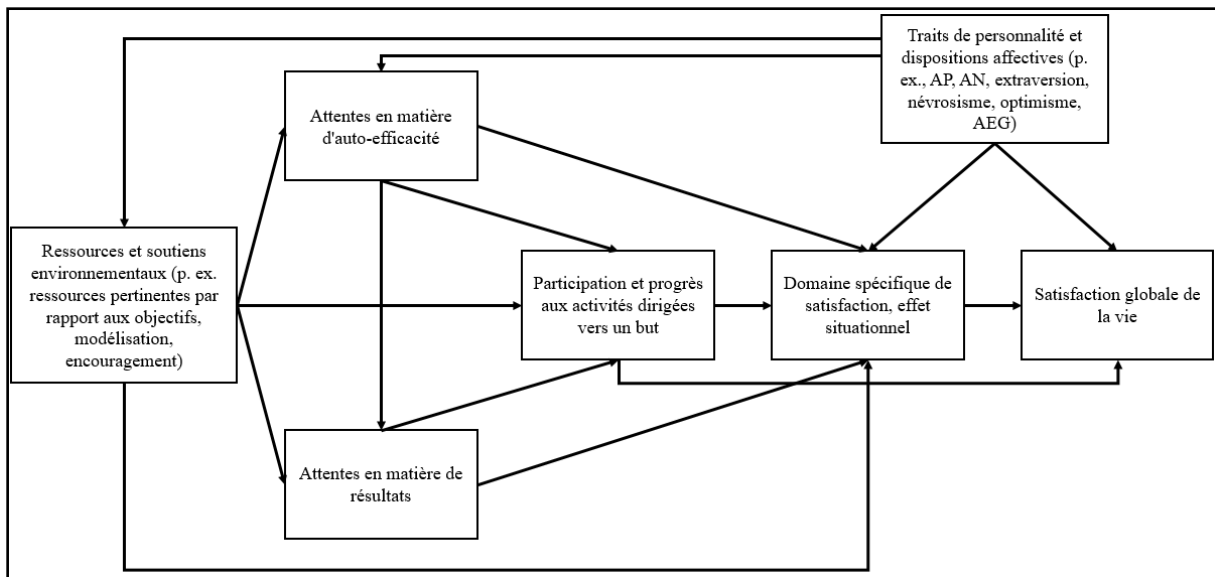 Traits de personnalité et
dispositions affectives (p.
ex., AP, AN, extraversion,
névrosisme, optimisme,
AEG)
Attentes en matière
d'auto-efficacité
Ressources et soutiens
environnementaux (p. ex.
ressources pertinentes par
rapport aux objectifs,
modélisation,
encouragement)
Participation et progrès
aux activités dirigées
vers un but
Domaine spécifique de
satisfaction, effet
situationnel
Satisfaction globale de
la vie
Attentes en matière de
résultats